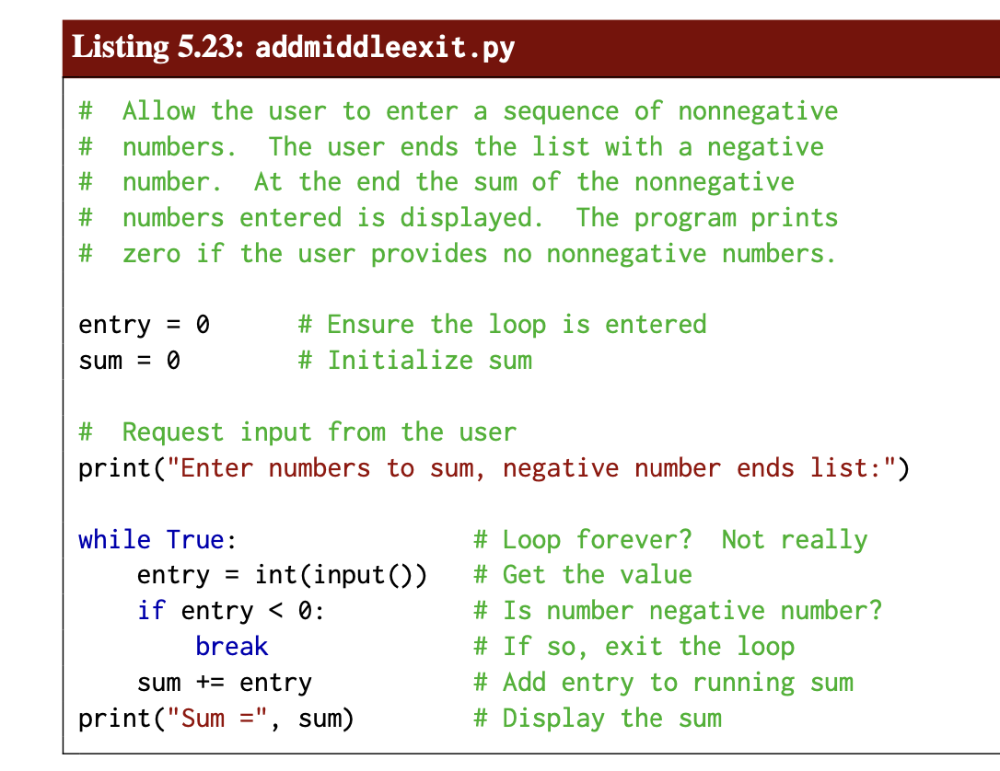 Listing 5.23: addmiddleexit.py
#  Allow the user to enter a sequence of nonnegative
#  numbers.  The user ends the list with a negative
#  number.  At the end the sum of the nonnegative
#  numbers entered is displayed.  The program prints
#  zero if the user provides no nonnegative numbers.

entry = 0      # Ensure the loop is entered
sum = 0        # Initialize sum

#  Request input from the user
print("Enter numbers to sum, negative number ends list:")

while True:                # Loop forever?  Not really
    entry = int(input())   # Get the value
    if entry < 0:          # Is number negative number?
        break              # If so, exit the loop
    sum += entry           # Add entry to running sum
print("Sum =", sum)        # Display the sum